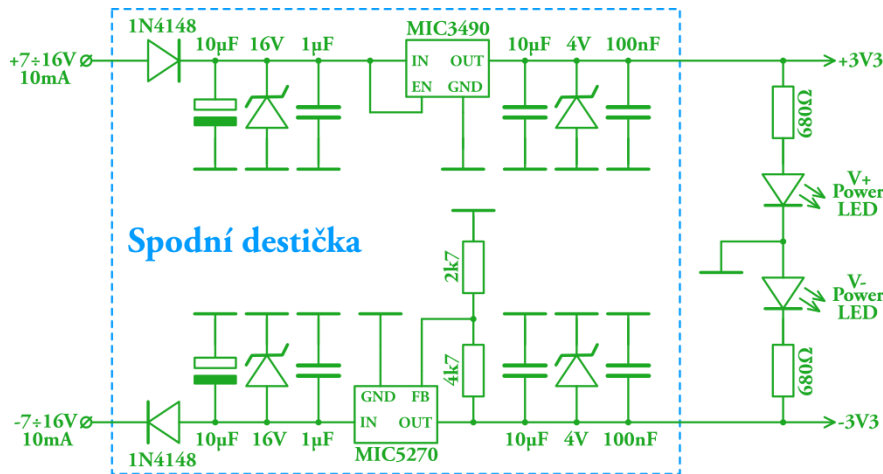 1N4148
10µF 16V 1µF
MIC3490
10µF 4V 100nF
+7÷16V
10mA
IN OUT
EN GND
+3V3
680Ω
V+
Power
LED
Spodní destička
2k7
V-
Power
LED
4k7
680Ω
GND FB
IN OUT
-7÷16V
10mA
10µF 16V 1µF
MIC5270
10µF 4V 100nF
-3V3
1N4148